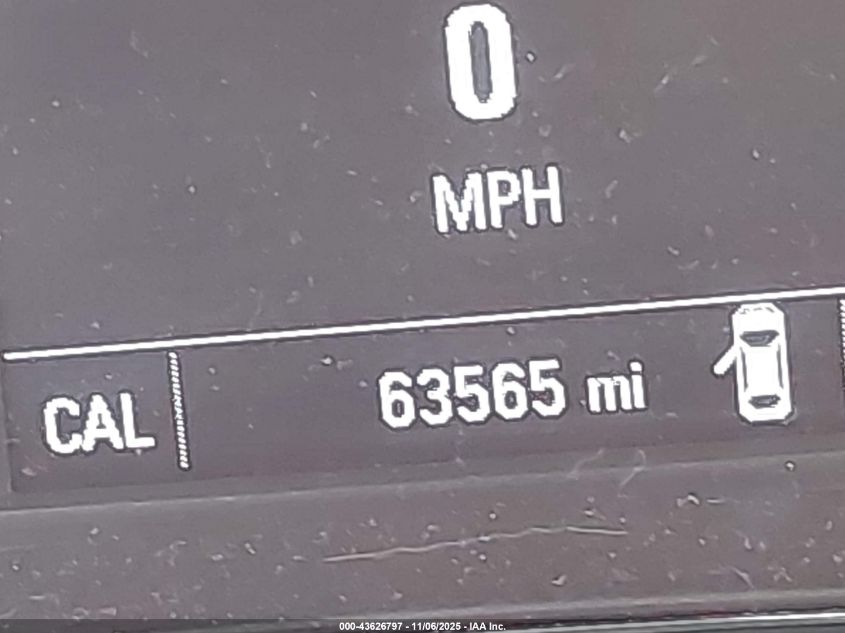 0
MPH
CAL 63565 mi
000-43626797 - 11/06/2025 - IAA Inc.